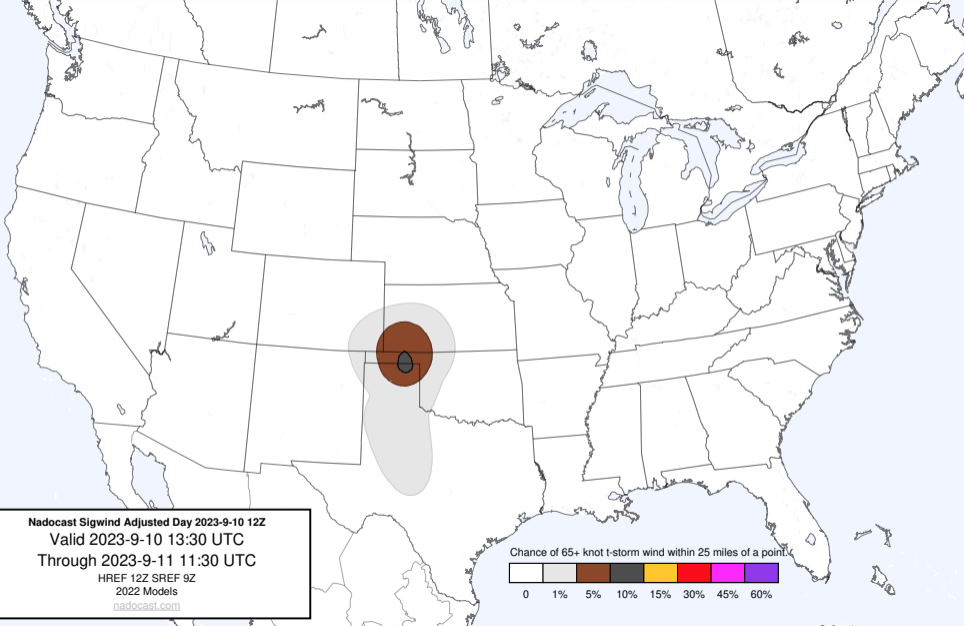 Nadocast Sigwind Adjusted Day 2023-9-10 12Z
Valid 2023-9-10 13:30 UTC
Through 2023-9-11 11:30 UTC
HREF 12Z SREF 9Z
2022 Models
nadocast.com
Chance of 65+ knot t-storm wind within 25 miles of a point.
0 1% 5% 10% 15% 30% 45% 60%